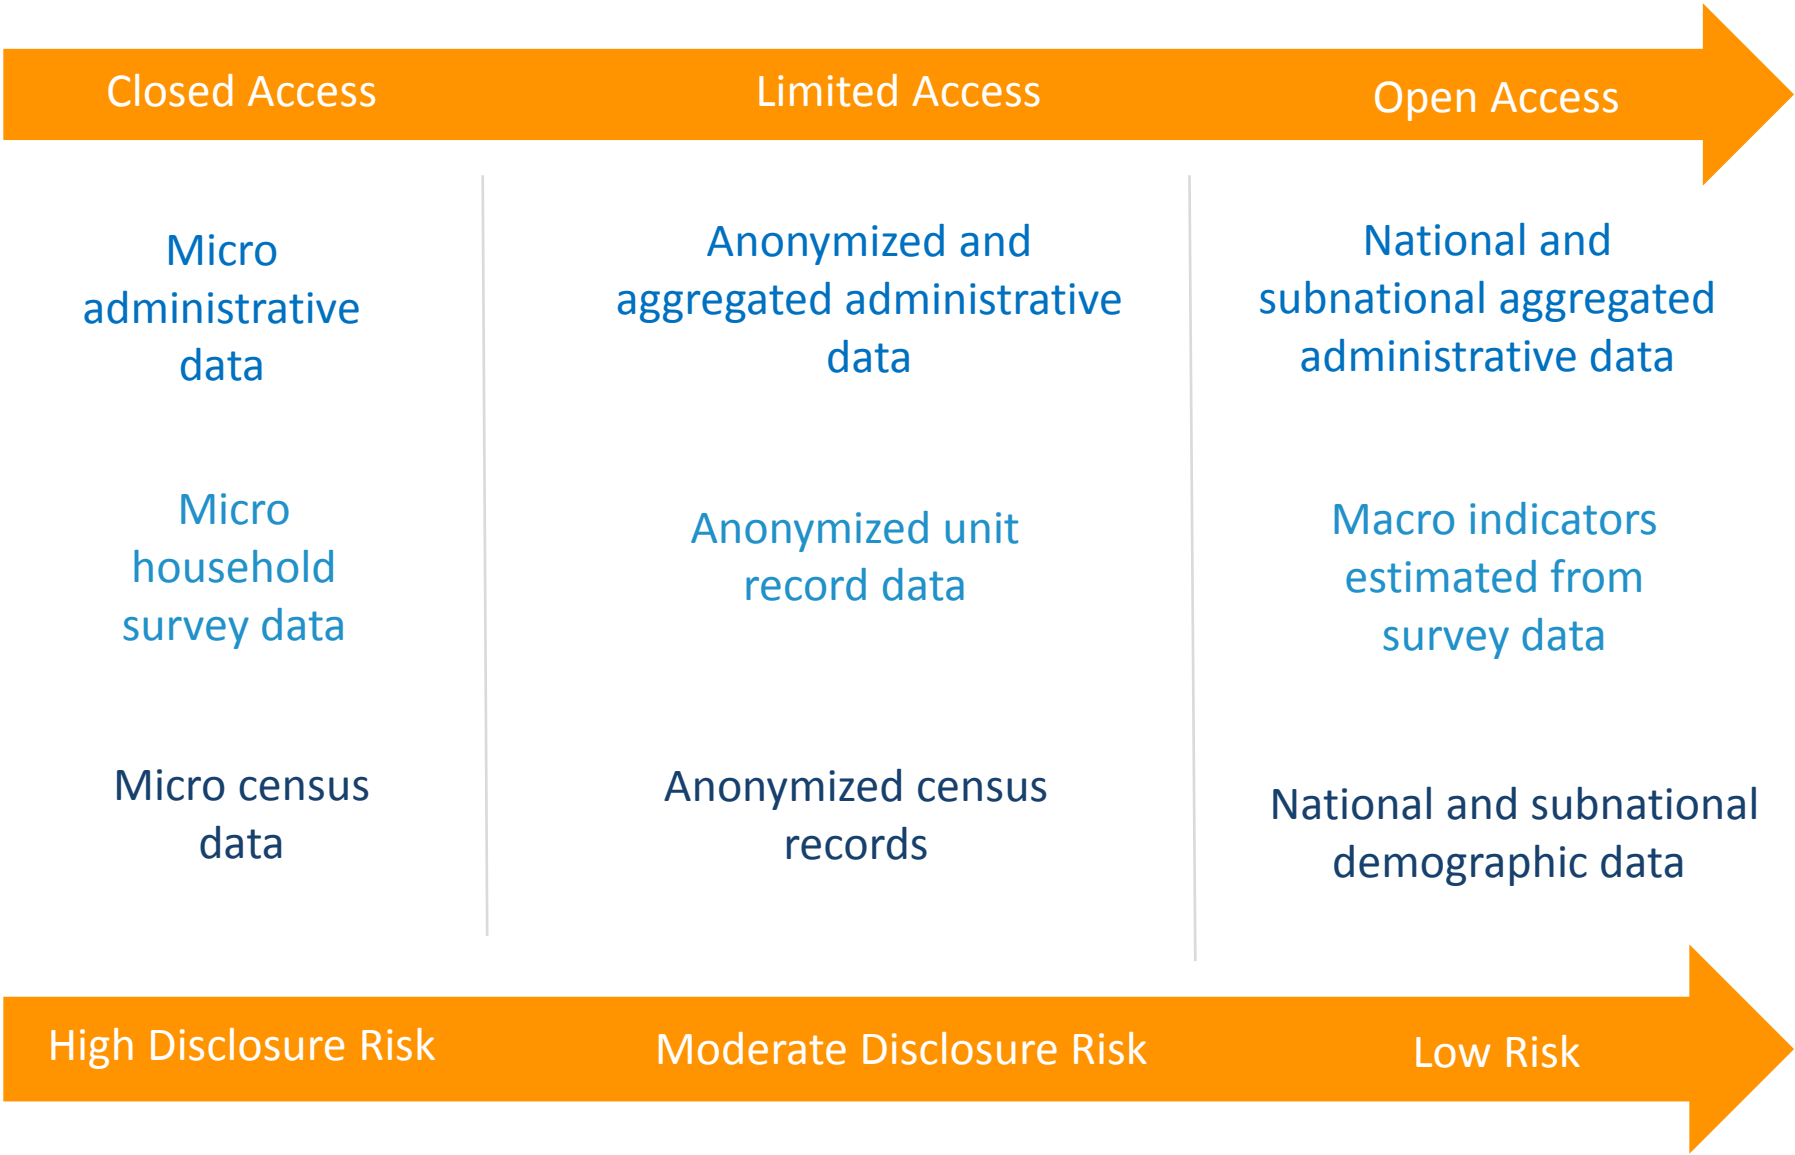 Closed Access
Limited Access
Open Access
Micro
administrative
data
Anonymized and
aggregated administrative
data
National and
subnational aggregated
administrative data
Micro
household
survey data
Anonymized unit
record data
Macro indicators
estimated from
survey data
Micro census
data
Anonymized census
records
National and subnational
demographic data
High Disclosure Risk
Moderate Disclosure Risk
Low Risk